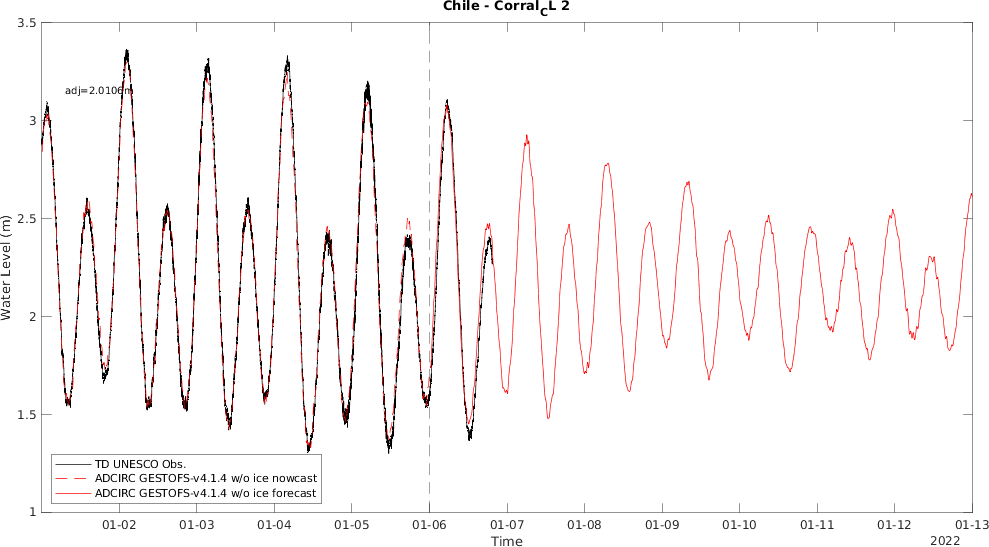 Chile - Corral_CL 2
3.5
adj=2.0106m
3
2.5
Water Level (m)
2
1.5
TD UNESCO Obs.
ADCIRC GESTOFS-v4.1.4 w/o ice nowcast
ADCIRC GESTOFS-v4.1.4 w/o ice forecast
1
01-02 01-03 01-04 01-05 01-06 01-07 01-08 01-09 01-10 01-11 01-12 01-13
Time
2022